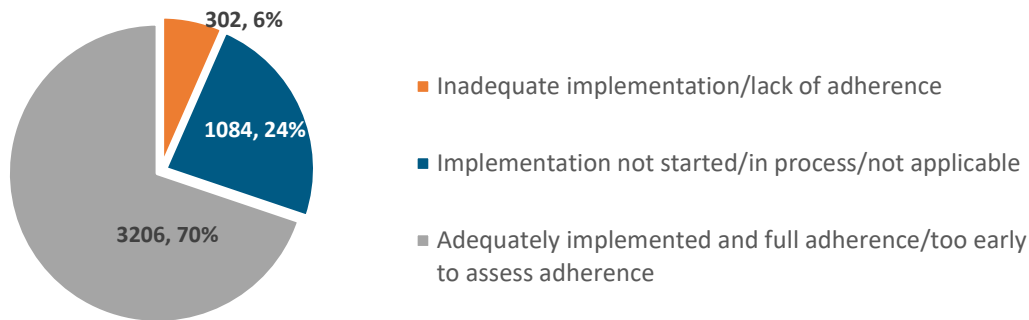 302, 6%
Inadequate implementation/lack of adherence
1084, 24%
Implementation not started/in process/not applicable
3206, 70%
Adequately implemented and full adherence/too early
to assess adherence